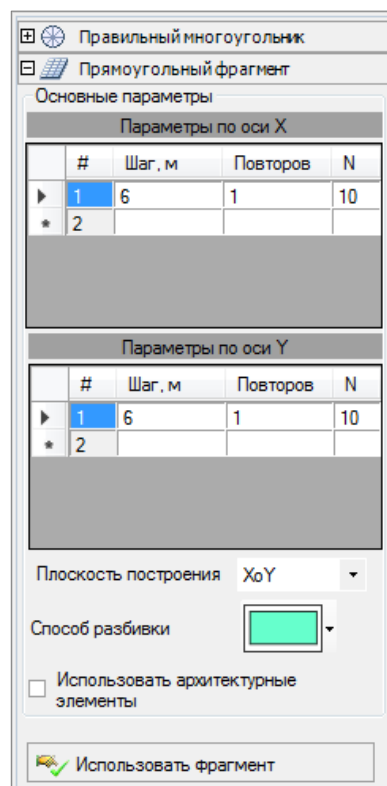 Правильный многоугольник
Прямоугольный фрагмент
Основные параметры
Параметры по оси X
# Шаг, м Повторов N
1 6 1 10
* 2
Параметры по оси Y
# Шаг, м Повторов N
1 6 1 10
* 2
Плоскость построения XoY
Способ разбивки
Использовать архитектурные
элементы
Использовать фрагмент